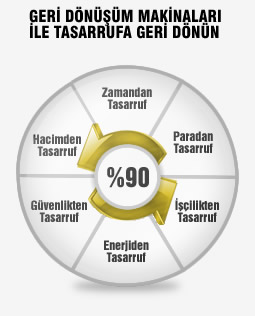 GERİ DÖNÜŞÜM MAKİNALARI
İLE TASARRUFA GERİ DÖNÜN
Zamandan
Tasarruf
Hacimden
Tasarruf
Paradan
Tasarruf
%90
Güvenlikten
Tasarruf
İşçilikten
Tasarruf
Enerjiden
Tasarruf